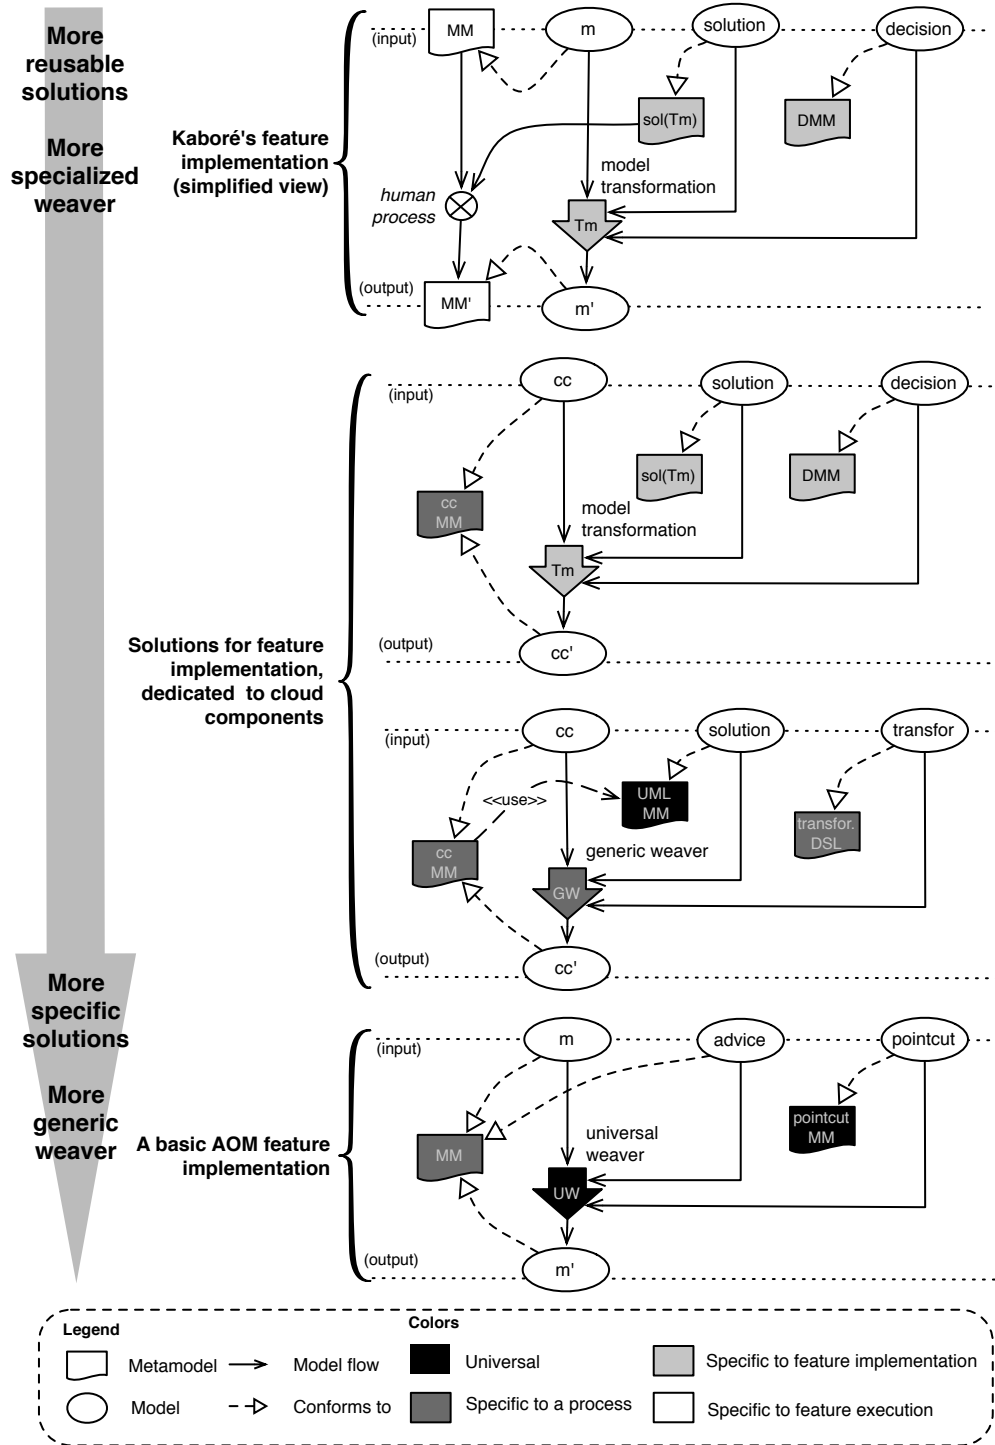 More
reusable
solutions
More
specialized
weaver
Kaboré's feature
implementation
(simplified view)
(input)
MM
m
solution
decision
sol(Tm)
DMM
human
process
model
transformation
Tm
(output)
MM'
m'
Solutions for feature
implementation,
dedicated to cloud
components
(input)
cc
solution
decision
cc
MM
sol(Tm)
DMM
model
transformation
Tm
(output)
cc'
(input)
cc
solution
transfor
<<use>>
UML
MM
transfor.
DSL
cc
MM
generic weaver
GW
(output)
cc'
More
specific
solutions
More
generic
weaver
A basic AOM feature
implementation
(input)
m
advice
pointcut
pointcut
MM
MM
universal
weaver
UW
(output)
m'
Legend
Metamodel
Model flow
Model
Conforms to
Colors
Universal
Specific to feature implementation
Specific to a process
Specific to feature execution